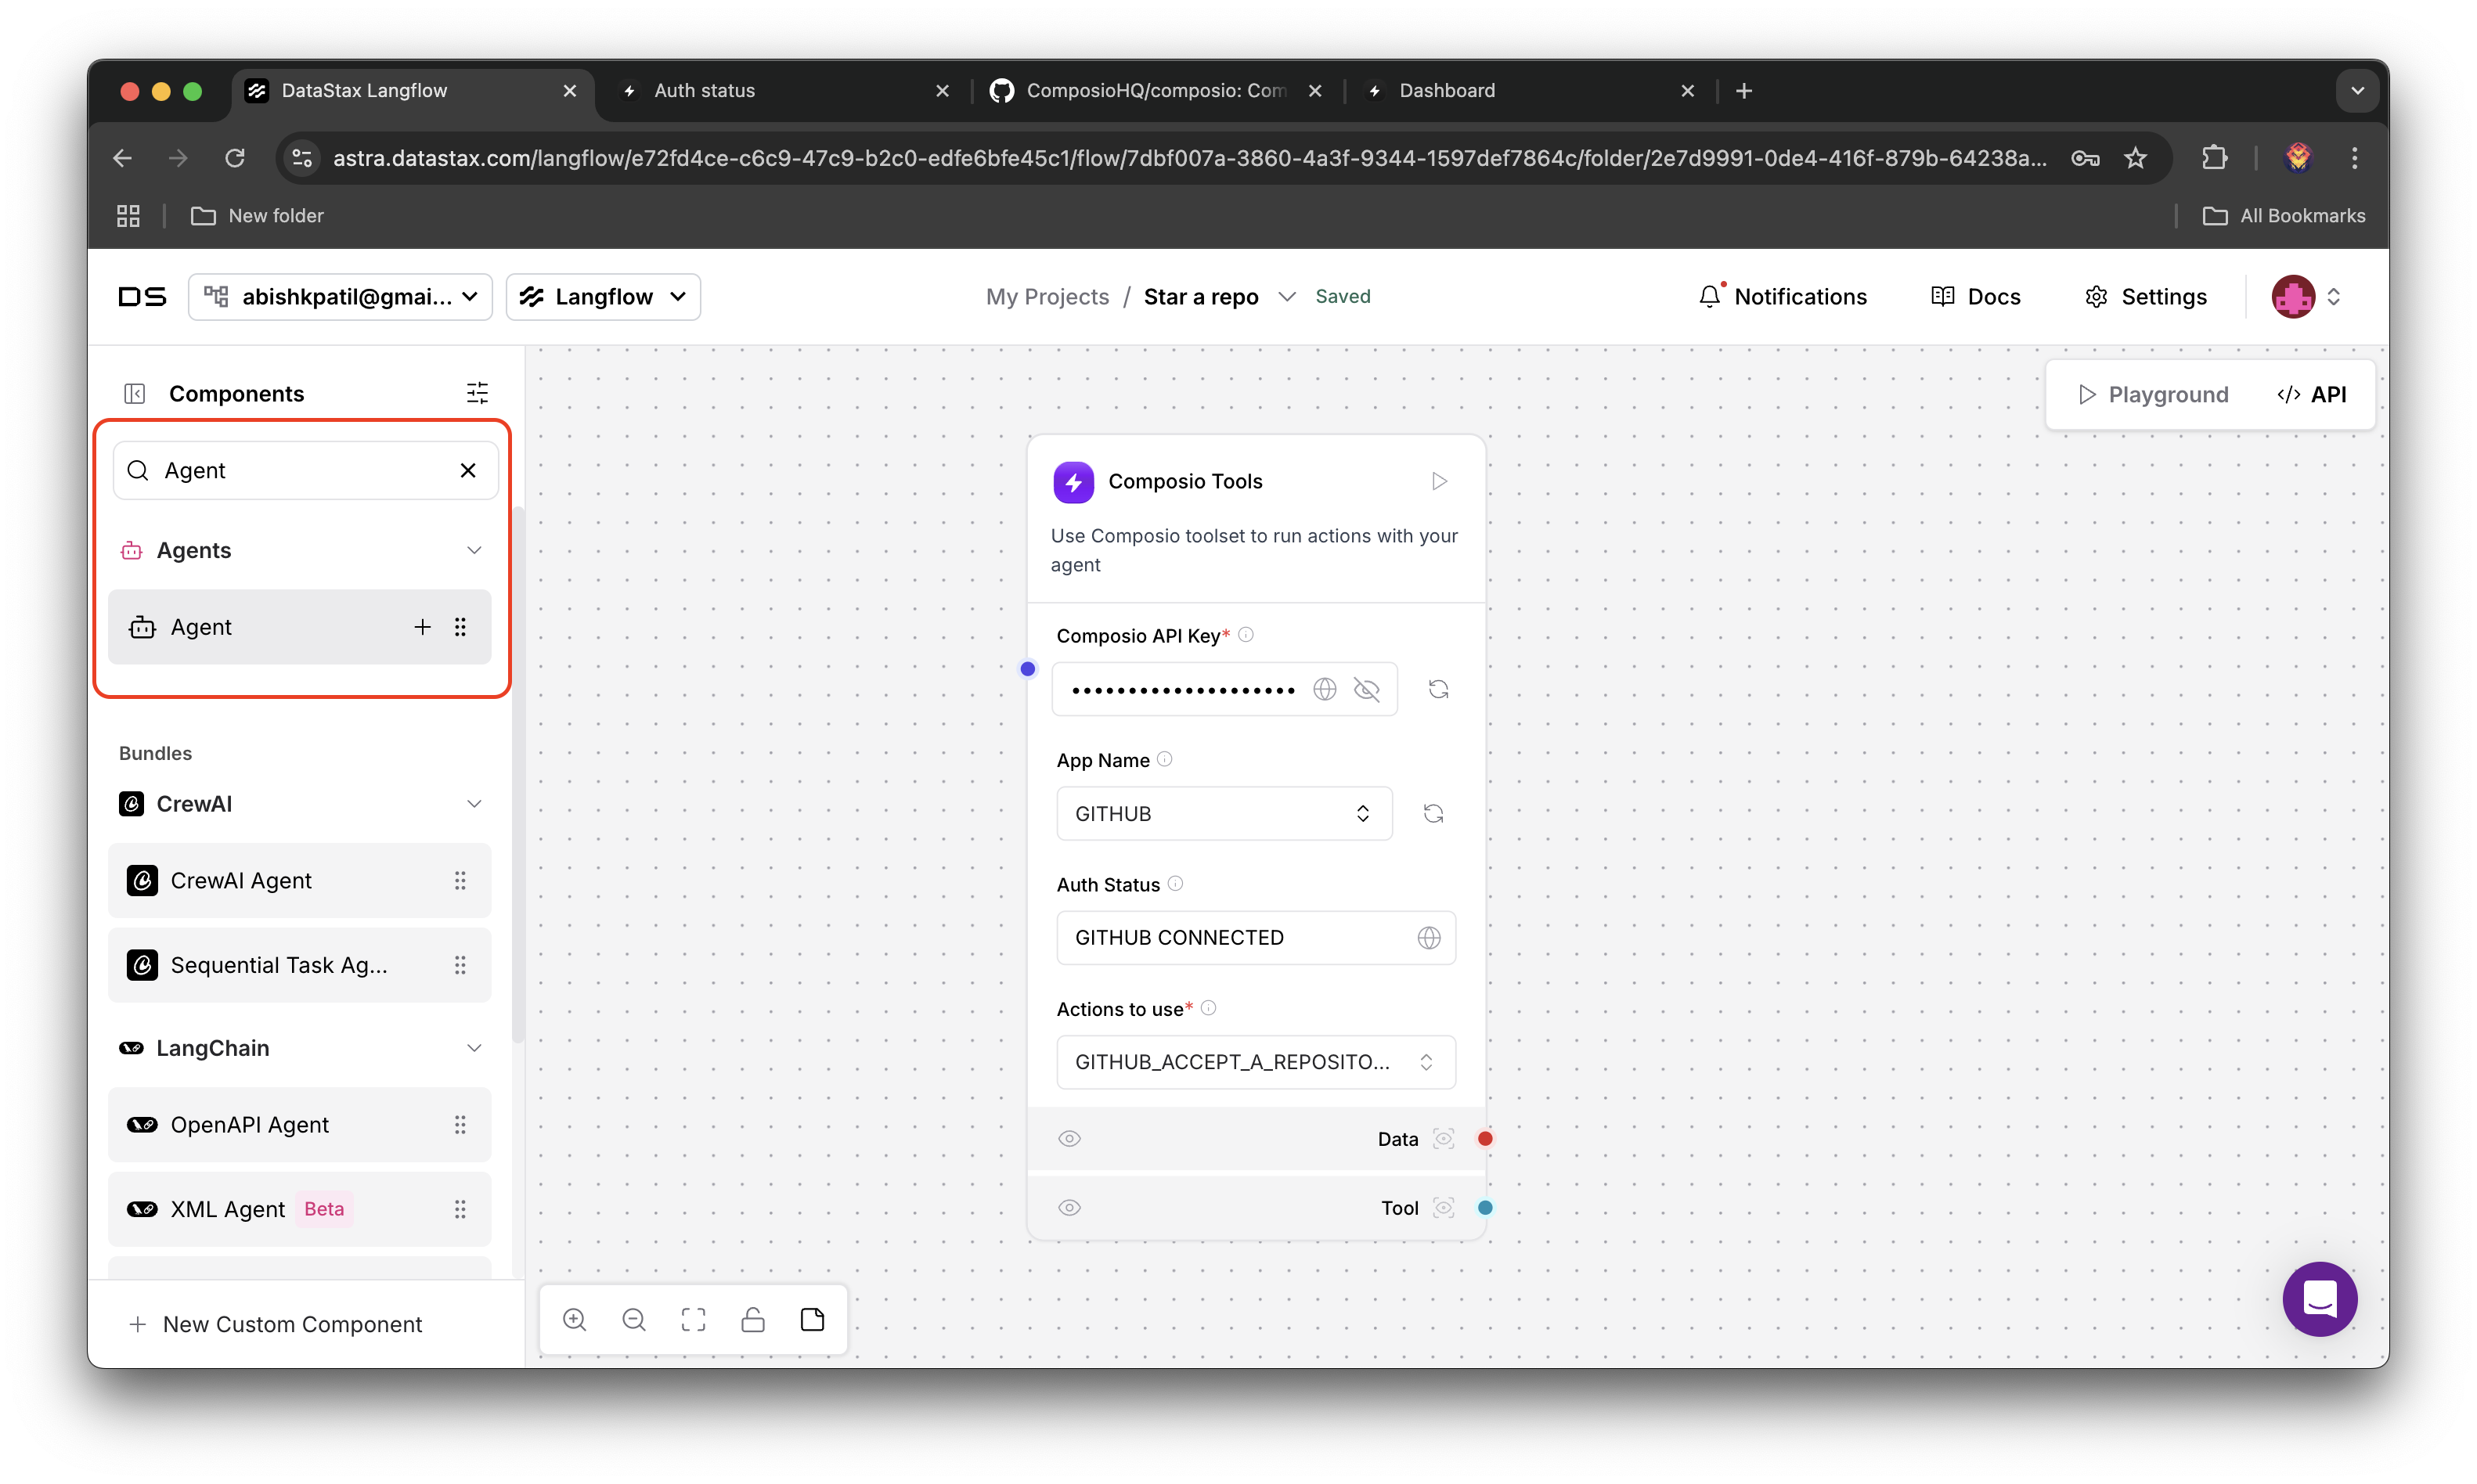 DataStax Langflow
Auth status
ComposioHQ/composio: Com
Dashboard
astra.datastax.com/langflow/e72fd4ce-c6c9-47c9-b2c0-edfe6bfe45c1/flow/7dbf007a-3860-4a3f-9344-1597def7864c/folder/2e7d9991-0de4-416f-879b-64238a...
New folder
All Bookmarks
DS
abishkpatil@gmai...
Langflow
My Projects / Star a repo
Saved
Notifications
Docs
Settings
Components
Playground
API
Agent
Agents
Agent
Bundles
CrewAI
CrewAI Agent
Sequential Task Ag...
LangChain
OpenAPI Agent
XML Agent Beta
New Custom Component
Composio Tools
Use Composio toolset to run actions with your
agent
Composio API Key*
••••••••••••••••••••
App Name
GITHUB
Auth Status
GITHUB CONNECTED
Actions to use*
GITHUB_ACCEPT_A_REPOSITO...
Data
Tool